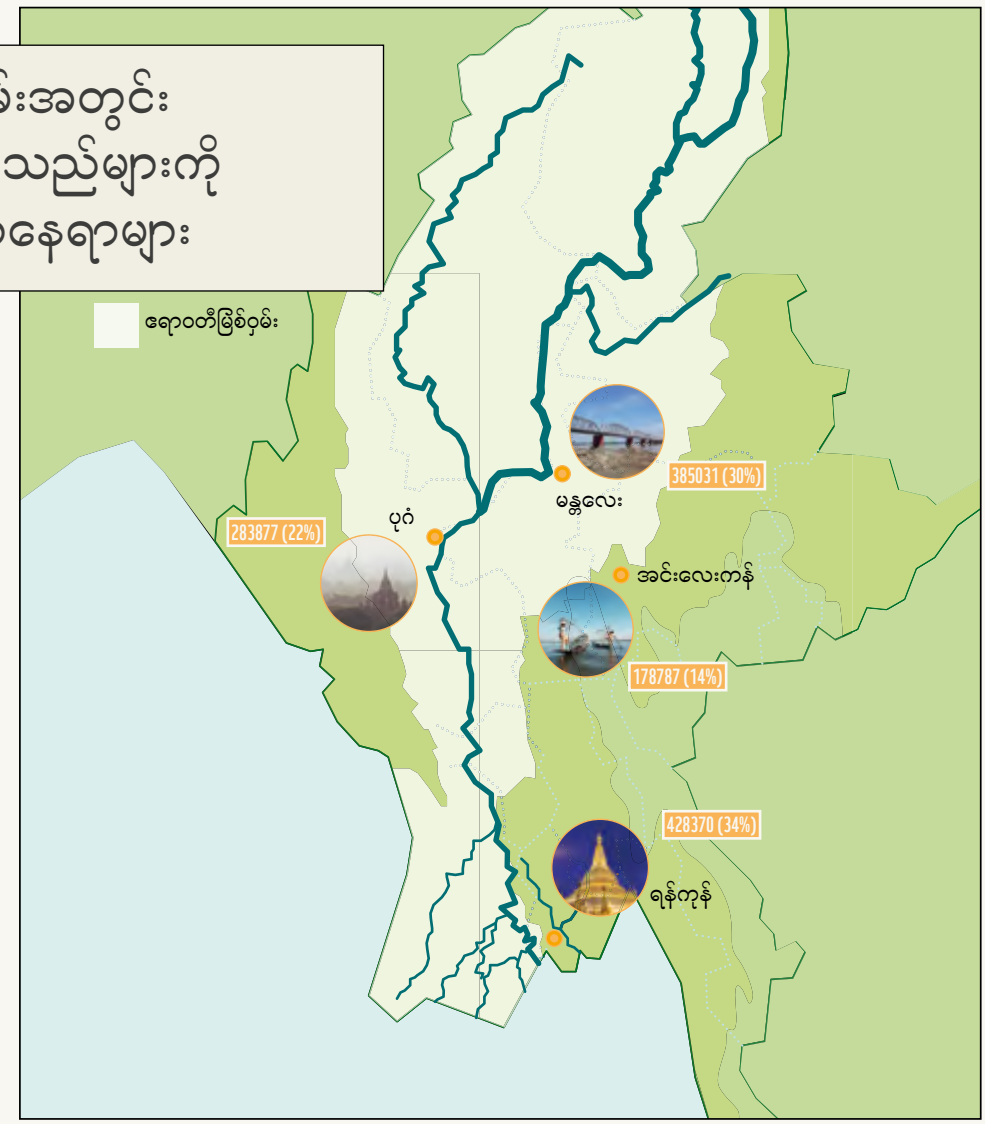 မ်းအတွင်း
သည်များကို
နေရာများ
ဧရာဝတီမြစ်ဝှမ်း
385031 (30%)
မန္တလေး
ပုဂံ
283877 (22%)
အင်းလေးကန်
178787 (14%)
428370 (34%)
ရန်ကုန်